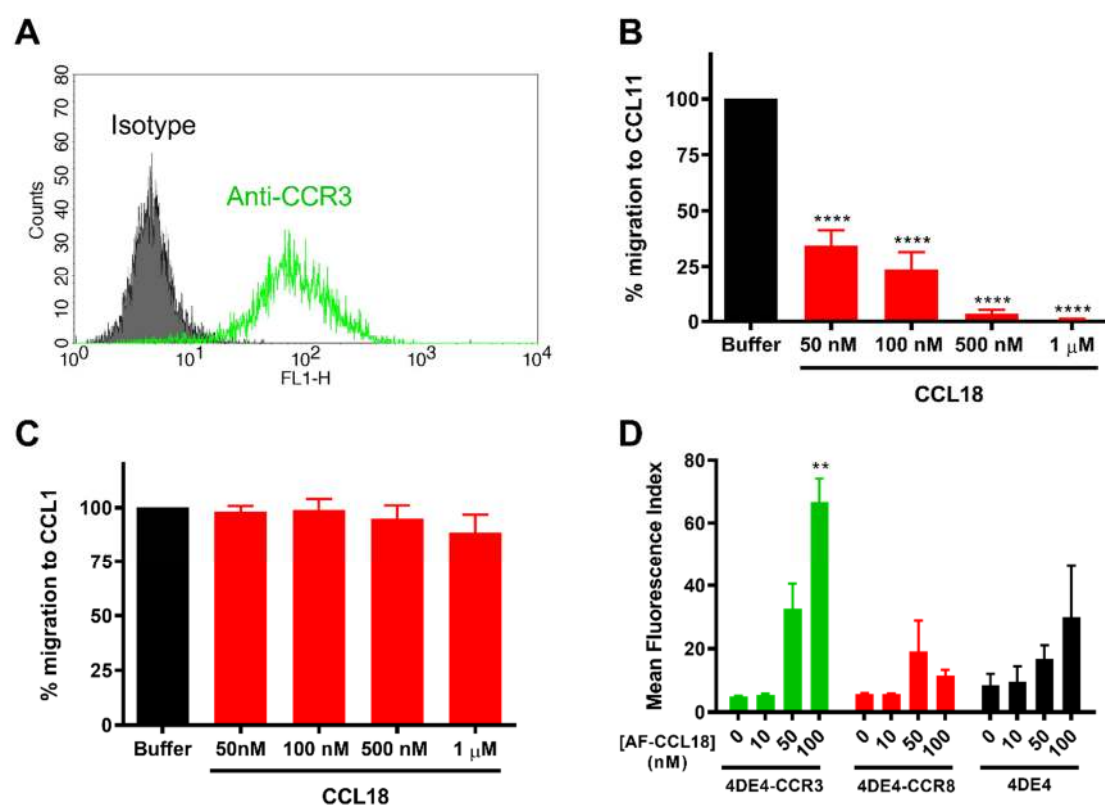 A
80
70
60
50
40
30
20
10
0
Counts
Isotype
Anti-CCR3
10⁰ 10¹ 10² 10³ 10⁴
FL1-H
B
% migration to CCL11
100
75
50
25
0
**** **** **** ****
Buffer 50 nM 100 nM 500 nM 1 μM
CCL18
C
% migration to CCL1
100
75
50
25
0
Buffer 50nM 100 nM 500 nM 1 μM
CCL18
D
Mean Fluorescence Index
80
60
40
20
0
**
[AF-CCL18] 0 10 50 100 0 10 50 100 0 10 50 100
(nM)
4DE4-CCR3 4DE4-CCR8 4DE4